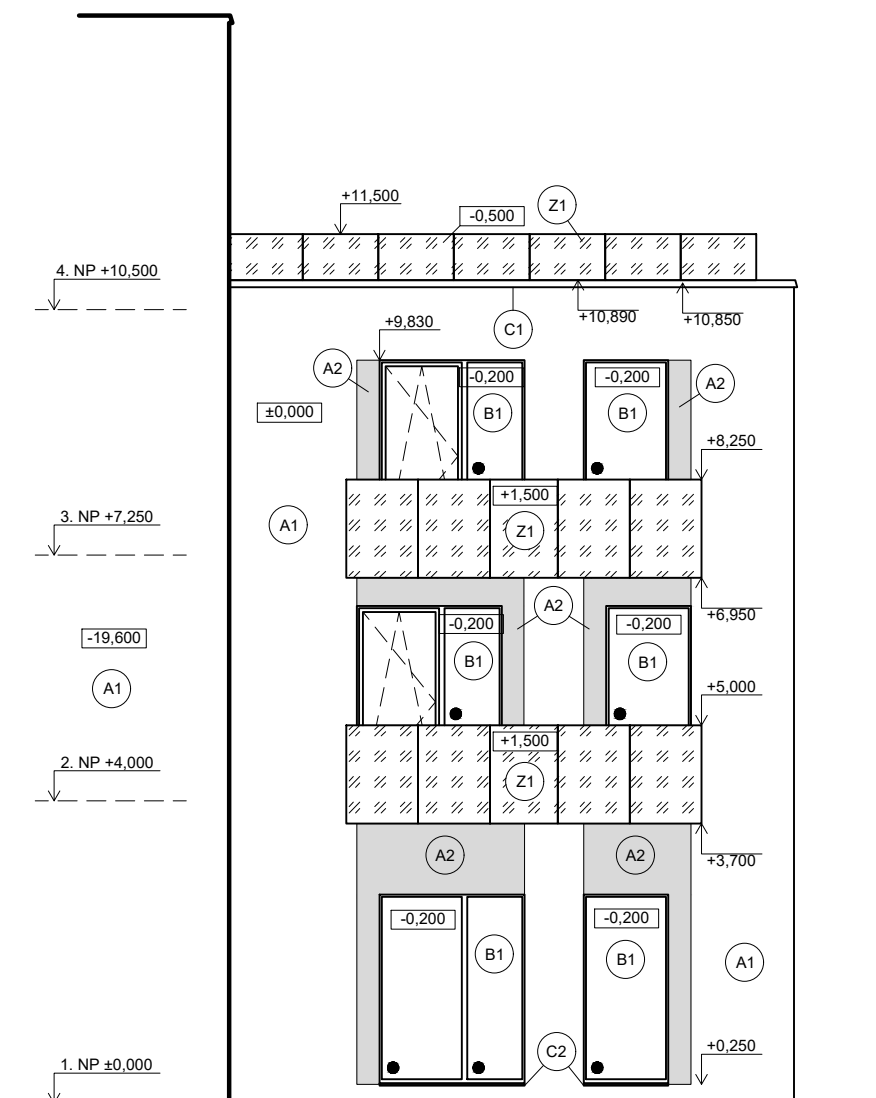 +11,500
-0,500
Z1
4. NP +10,500
+10,890
+10,850
+9,830
C1
A2
-0,200
-0,200
A2
±0,000
B1
B1
+8,250
+1,500
3. NP +7,250
A1
Z1
A2
+6,950
-0,200
-0,200
-19,600
B1
B1
A1
+5,000
+1,500
2. NP +4,000
Z1
A2
A2
+3,700
-0,200
-0,200
B1
B1
A1
C2
+0,250
1. NP ±0,000